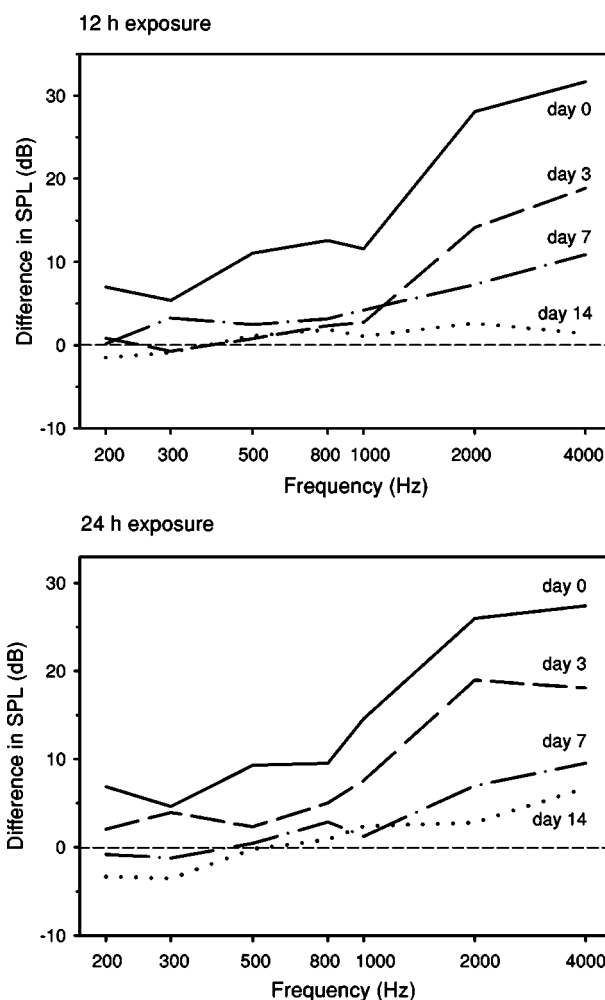 12 h exposure
30
20
10
0
-10
Difference in SPL (dB)
day 0
day 3
day 7
day 14
200 300 500 800 1000 2000 4000
Frequency (Hz)
24 h exposure
30
20
10
0
-10
Difference in SPL (dB)
day 0
day 3
day 7
day 14
200 300 500 800 1000 2000 4000
Frequency (Hz)